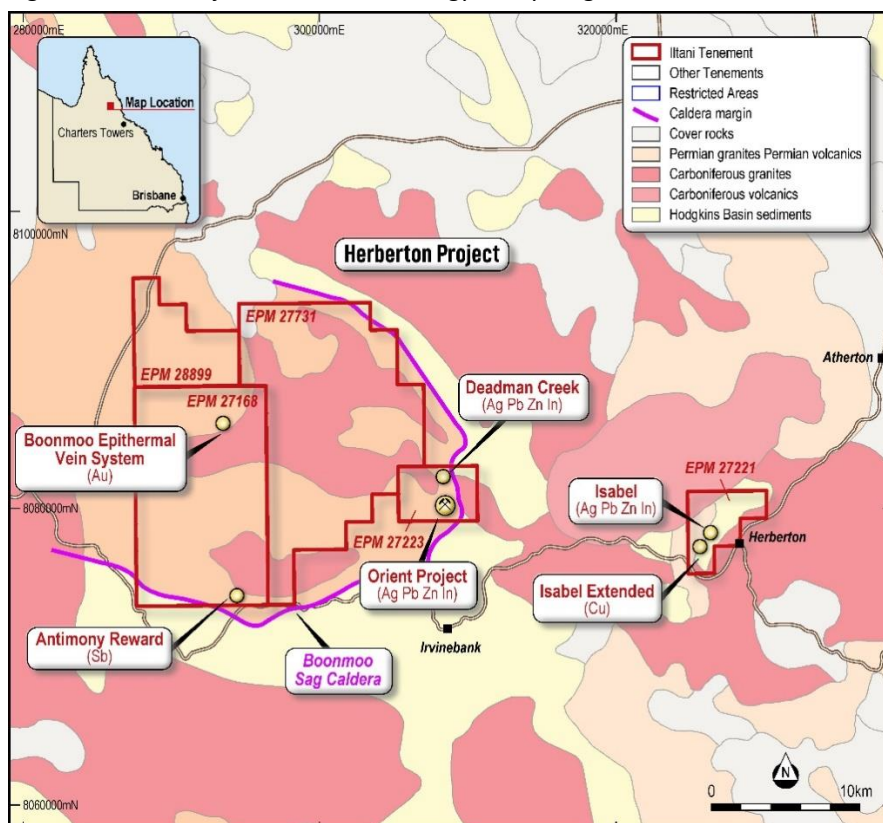 280000mE
300000mE
320000mE
Map Location
Charters Towers
Brisbane
Iltani Tenement
Other Tenements
Restricted Areas
Caldera margin
Cover rocks
Permian granites Permian volcanics
Carboniferous granites
Carboniferous volcanics
Hodgkins Basin sediments
8100000mN
Herberton Project
EPM 27731
Atherton
EPM 28899
EPM 27168
Deadman Creek
(Ag Pb Zn In)
Boonmoo Epithermal
Vein System
(Au)
EPM 27221
Isabel
(Ag Pb Zn In)
8080000mN
EPM 27223
Herberton
Orient Project
(Ag Pb Zn In)
Isabel Extended
(Cu)
Antimony Reward
(Sb)
Irvinebank
Boonmoo
Sag Caldera
N
0
10km
8060000mN